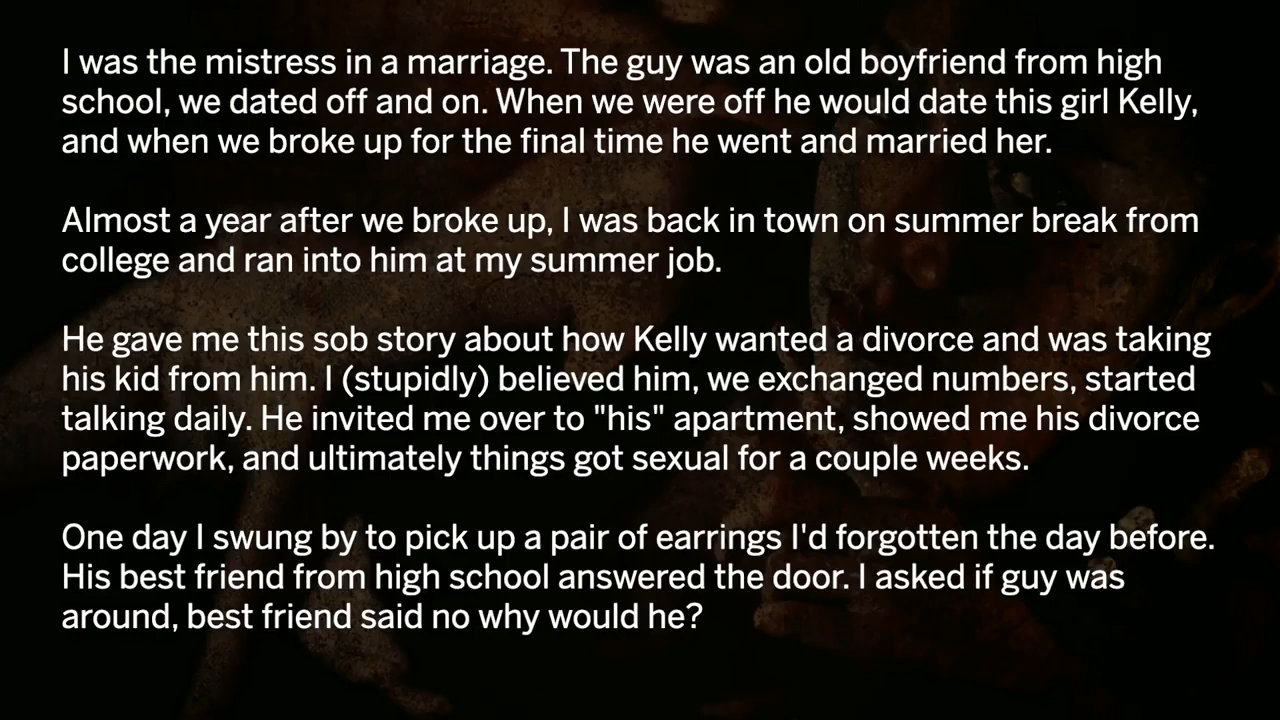 I was the mistress in a marriage. The guy was an old boyfriend from high
school, we dated off and on. When we were off he would date this girl Kelly,
and when we broke up for the final time he went and married her.
Almost a year after we broke up, I was back in town on summer break from
college and ran into him at my summer job.
He gave me this sob story about how Kelly wanted a divorce and was taking
his kid from him. I (stupidly) believed him, we exchanged numbers, started
talking daily. He invited me over to "his" apartment, showed me his divorce
paperwork, and ultimately things got sexual for a couple weeks.
One day I swung by to pick up a pair of earrings I'd forgotten the day before.
His best friend from high school answered the door. I asked if guy was
around, best friend said no why would he?